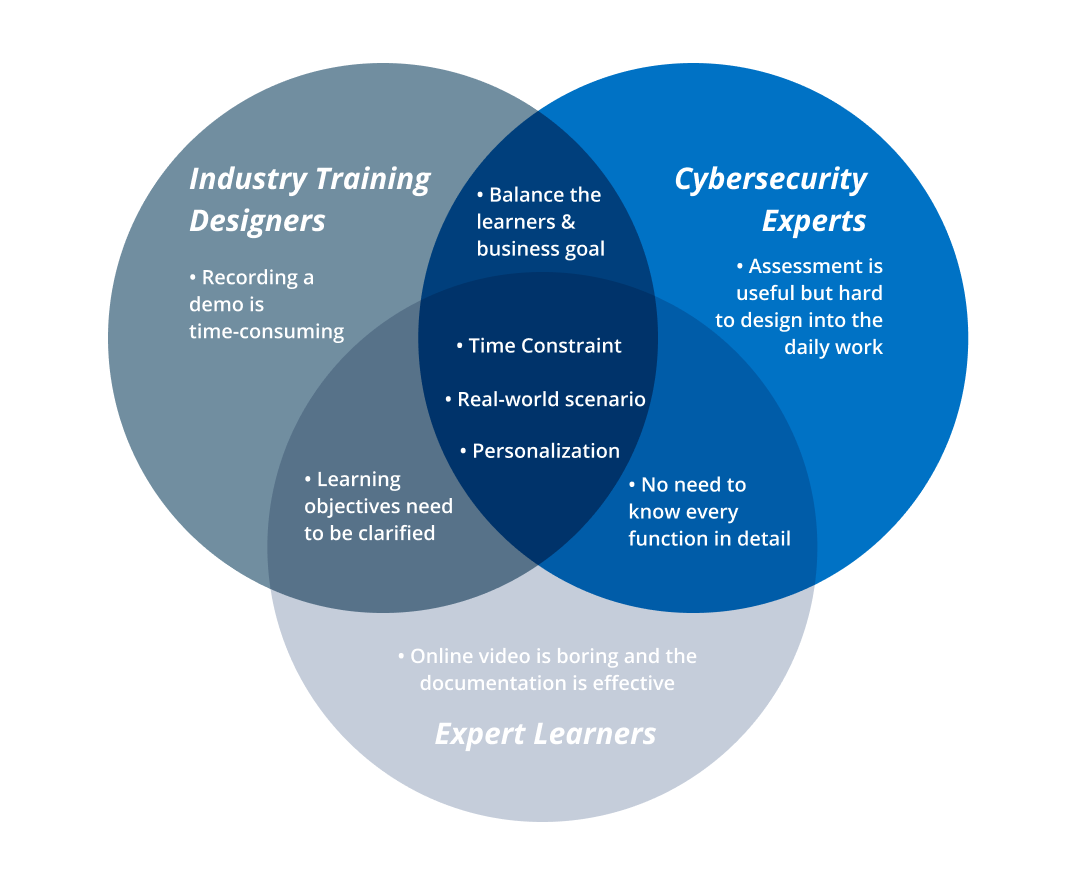 Industry Training
Designers
• Recording a
demo is
time-consuming
• Balance the
learners &
business goal
Cybersecurity
Experts
• Assessment is
useful but hard
to design into the
daily work
• Time Constraint
• Real-world scenario
• Personalization
• Learning
objectives need
to be clarified
• No need to
know every
function in detail
• Online video is boring and the
documentation is effective
Expert Learners